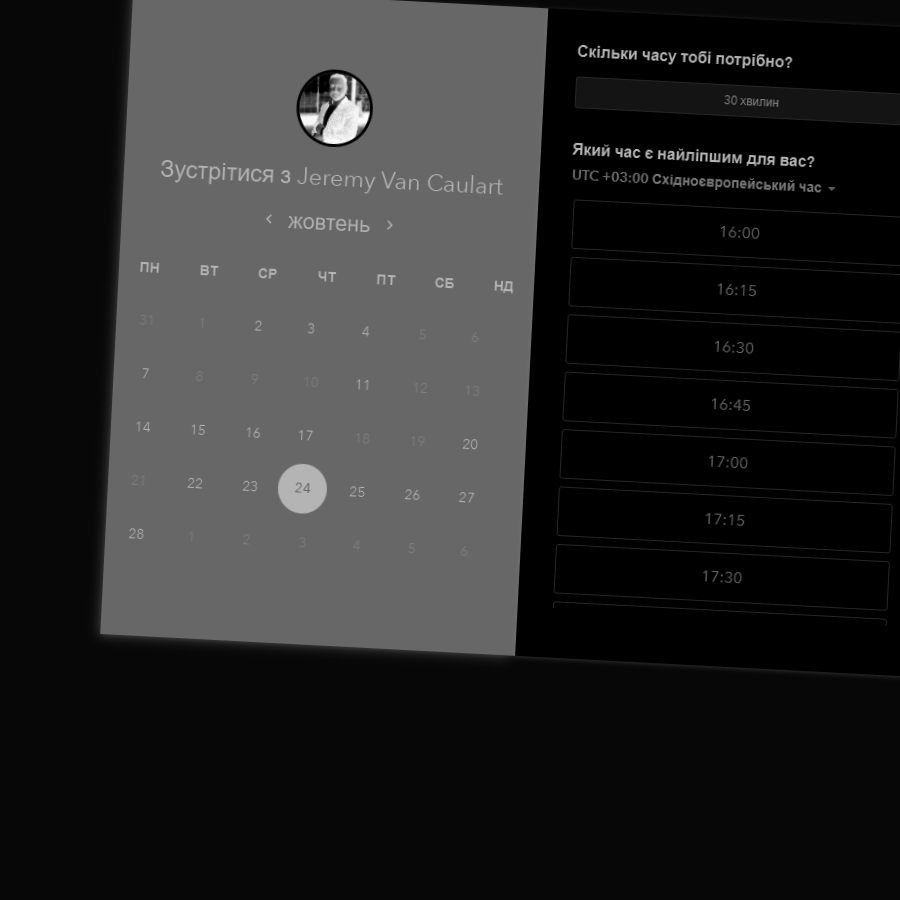 Зустрітися з Jeremy Van Caulart
жовтень
ПН ВТ СР ЧТ ПТ СБ НД
31 1 2 3 4 5 6
7 8 9 10 11 12 13
14 15 16 17 18 19 20
21 22 23 24 25 26 27
28 1 2 3 4 5 6
Скільки часу тобі потрібно?
30 хвилин
Який час є найліпшим для вас?
UTC +03:00 Східноєвропейський час
16:00
16:15
16:30
16:45
17:00
17:15
17:30